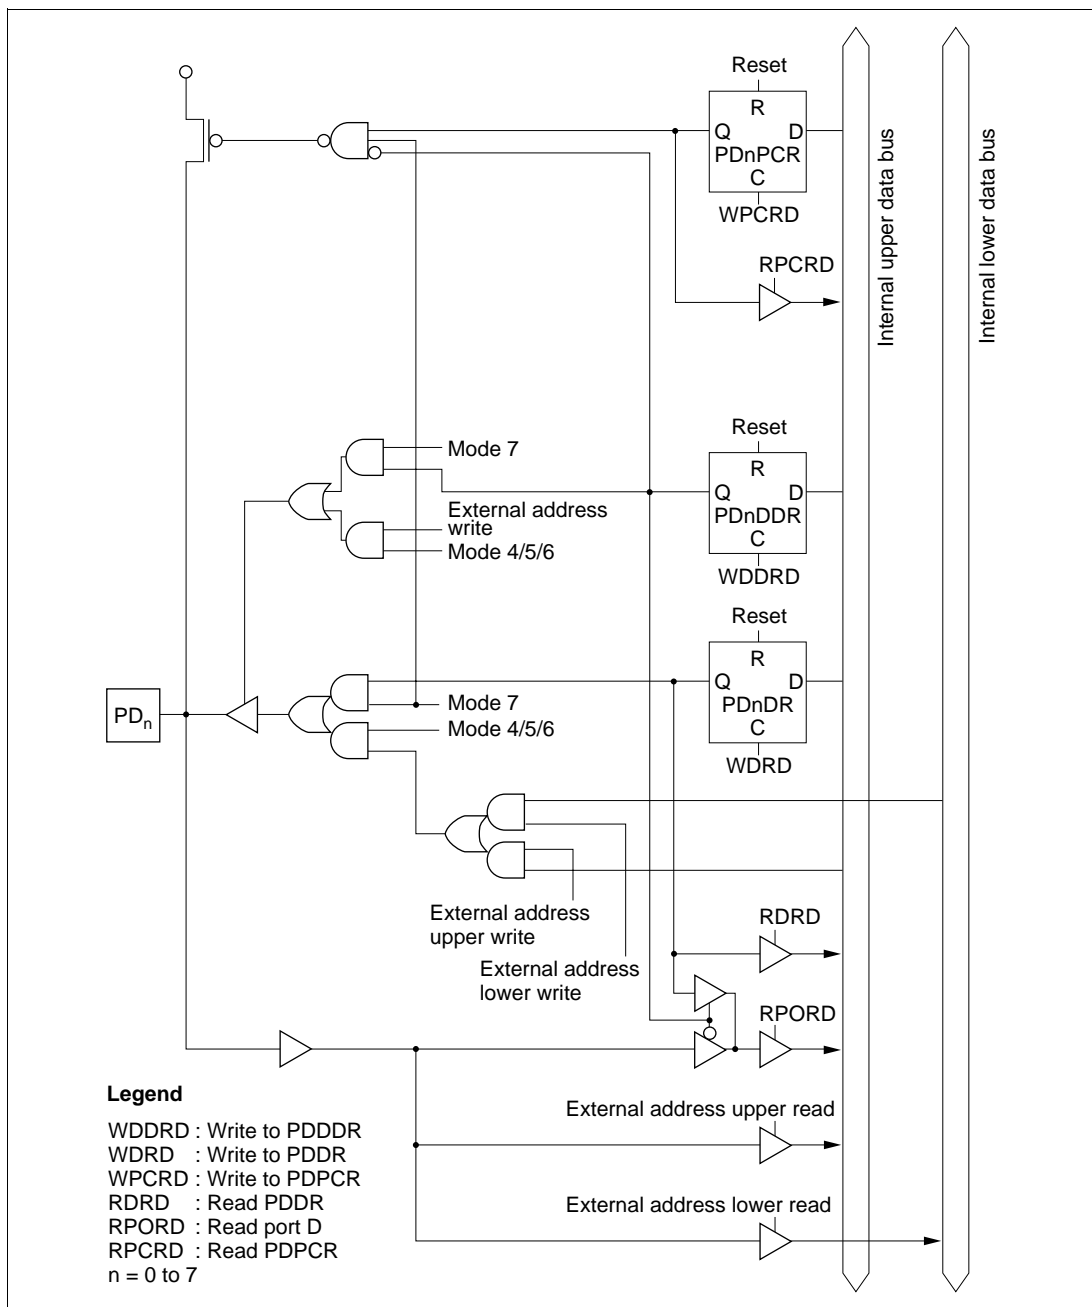 Reset
R
Q D
PDnPCR
C
WPCRD
RPCRD
Internal upper data bus
Internal lower data bus
Reset
R
Q D
PDnDDR
C
WDDRD
Mode 7
External address
write
Mode 4/5/6
Reset
R
Q D
PDnDR
C
WDRD
PDn
Mode 7
Mode 4/5/6
External address
upper write
External address
lower write
RDRD
RPORD
External address upper read
External address lower read
Legend
WDDRD : Write to PDDDR
WDRD : Write to PDDR
WPCRD : Write to PDPCR
RDRD : Read PDDR
RPORD : Read port D
RPCRD : Read PDPCR
n = 0 to 7